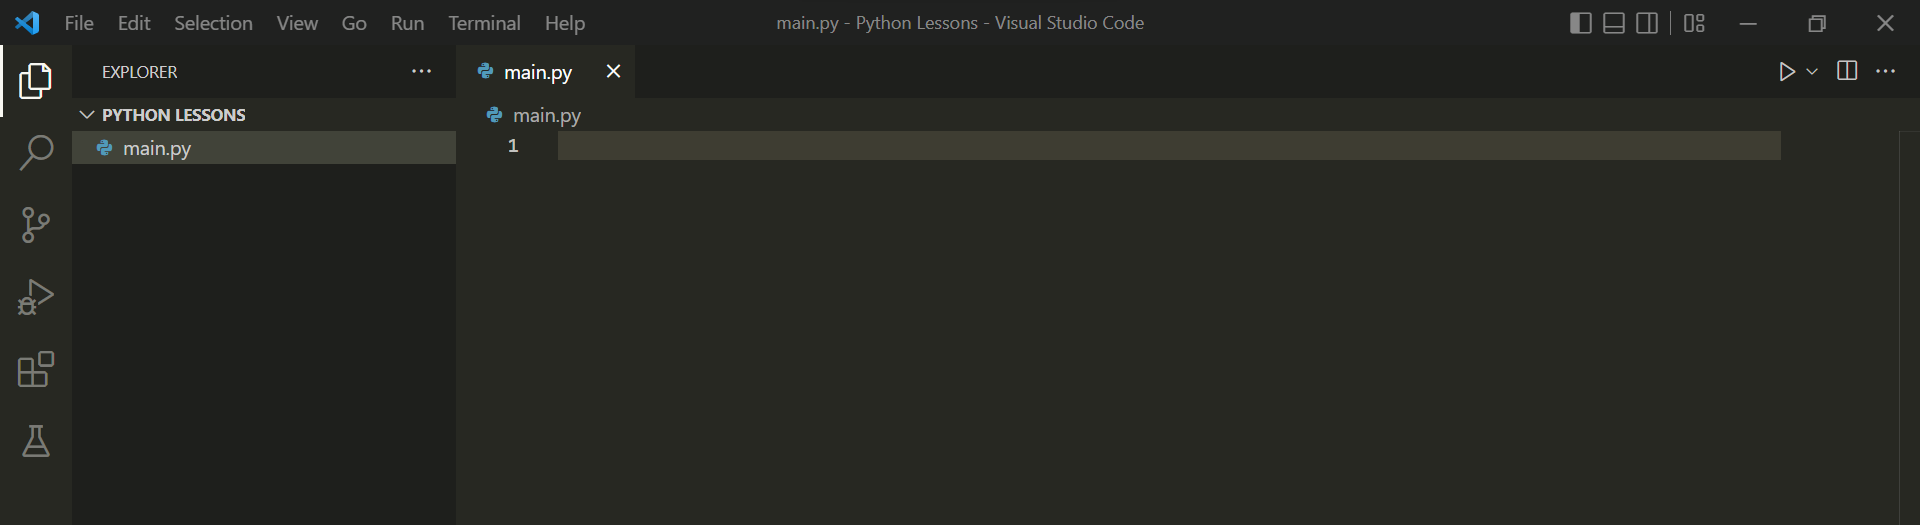 File Edit Selection View Go Run Terminal Help main.py - Python Lessons - Visual Studio Code
EXPLORER
main.py
PYTHON LESSONS
main.py
main.py
1